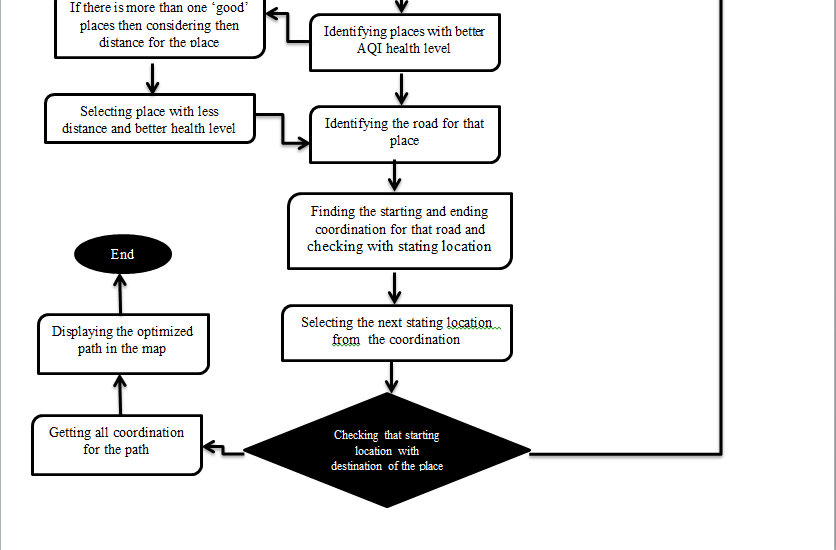 If there is more than one ‘good’
places then considering then
distance for the place
Identifying places with better
AQI health level
Selecting place with less
distance and better health level
Identifying the road for that
place
Finding the starting and ending
coordination for that road and
checking with stating location
End
Selecting the next stating location
from the coordination
Displaying the optimized
path in the map
Getting all coordination
for the path
Checking that starting
location with
destination of the place